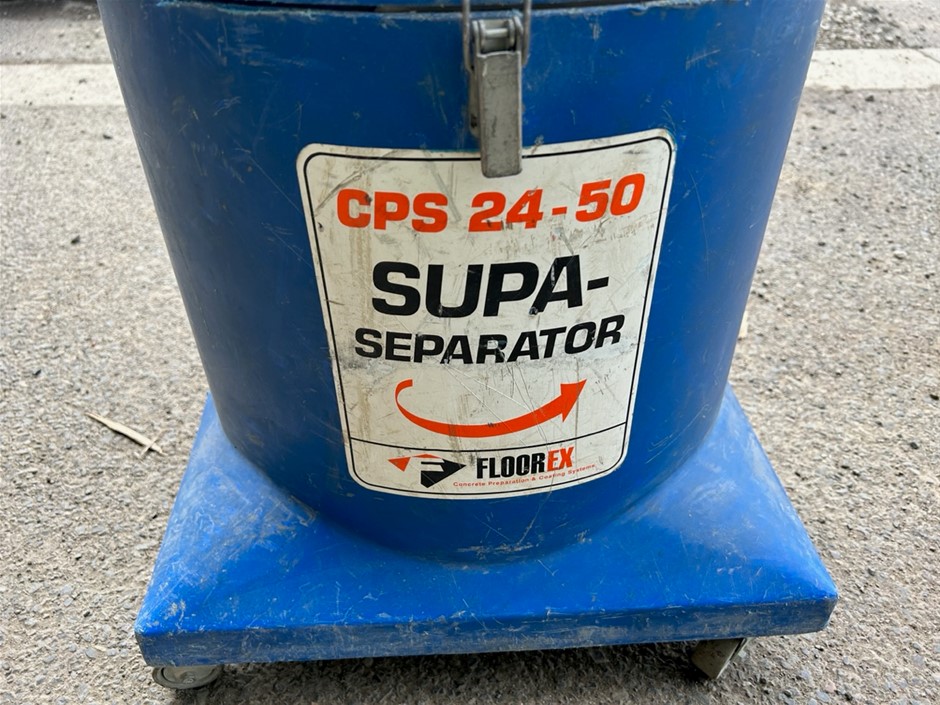 CPS 24-50
SUPA-
SEPARATOR
FLOOREX
Concrete Preparation & Coating Systems